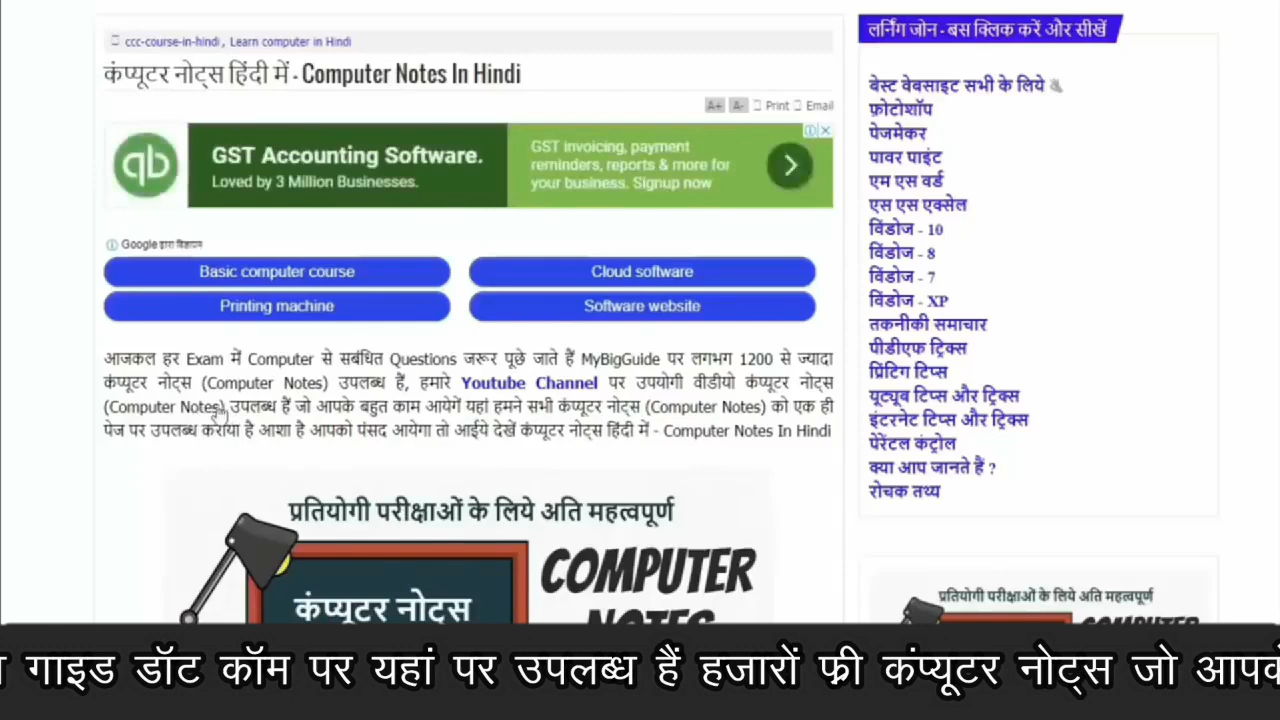 ccc-course-in-hindi , Learn computer in Hindi
कंप्यूटर नोट्स हिंदी में - Computer Notes In Hindi
A+ A- Print Email
qb
GST Accounting Software.
Loved by 3 Million Businesses.
GST invoicing, payment
reminders, reports & more for
your business. Signup now
Google द्वारा विज्ञापन
Basic computer course
Cloud software
Printing machine
Software website
आजकल हर Exam में Computer से सबंधित Questions जरूर पूछे जाते हैं MyBigGuide पर लगभग 1200 से ज्यादा
कंप्यूटर नोट्स (Computer Notes) उपलब्ध हैं, हमारे Youtube Channel पर उपयोगी वीडीयो कंप्यूटर नोट्स
(Computer Notes) उपलब्ध हैं जो आपके बहुत काम आयेगें यहां हमने सभी कंप्यूटर नोट्स (Computer Notes) को एक ही
पेज पर उपलब्ध कराया है आशा है आपको पंसद आयेगा तो आईये देखें कंप्यूटर नोट्स हिंदी में - Computer Notes In Hindi
प्रतियोगी परीक्षाओं के लिये अति महत्वपूर्ण
कंप्यूटर नोट्स
COMPUTER
NOTES
लर्निंग जोन - बस क्लिक करें और सीखें
बेस्ट वेबसाइट सभी के लिये
फ़ोटोशॉप
पेजमेकर
पावर पाइंट
एम एस वर्ड
एस एस एक्सेल
विंडोज - 10
विंडोज - 8
विंडोज - 7
विंडोज - XP
तकनीकी समाचार
पीडीएफ ट्रिक्स
प्रिंटिग टिप्स
यूट्यूब टिप्स और ट्रिक्स
इंटरनेट टिप्स और ट्रिक्स
पेरेंटल कंट्रोल
क्या आप जानते हैं ?
रोचक तथ्य
प्रतियोगी परीक्षाओं के लिये अति महत्वपूर्ण
COMPUTER
गाइड डॉट कॉम पर यहां पर उपलब्ध हैं हजारों फ्री कंप्यूटर नोट्स जो